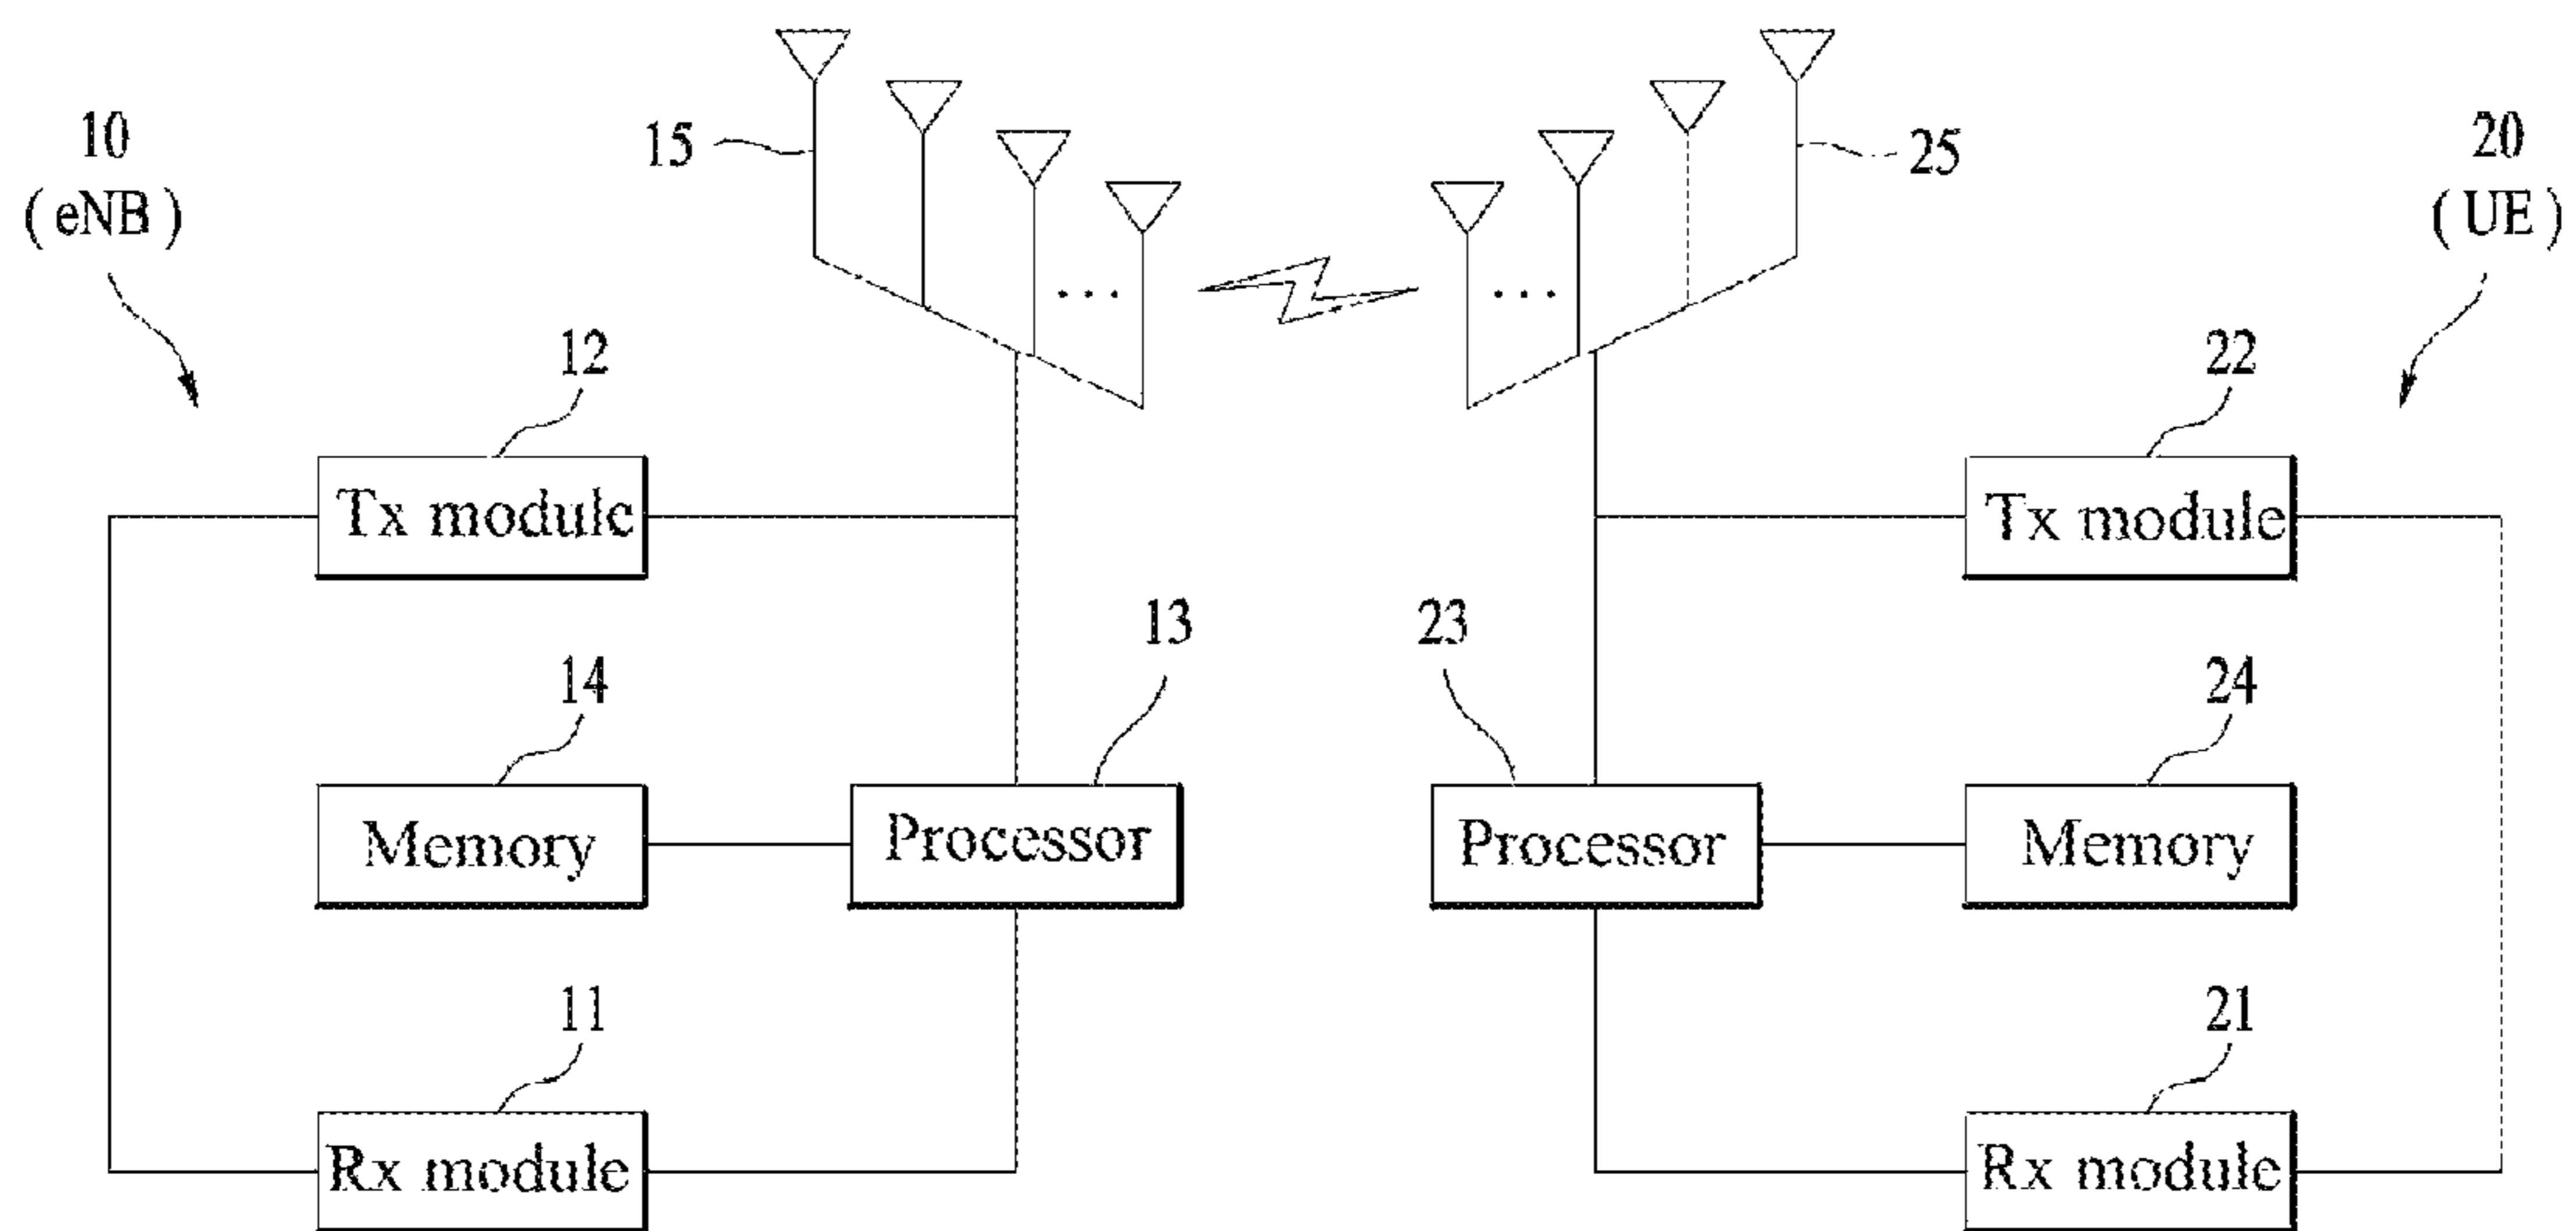 10
( eNB )
15
25
20
( UE )
12
22
Tx module
Tx module
13
23
14
24
Memory
Processor
Processor
Memory
11
21
Rx module
Rx module